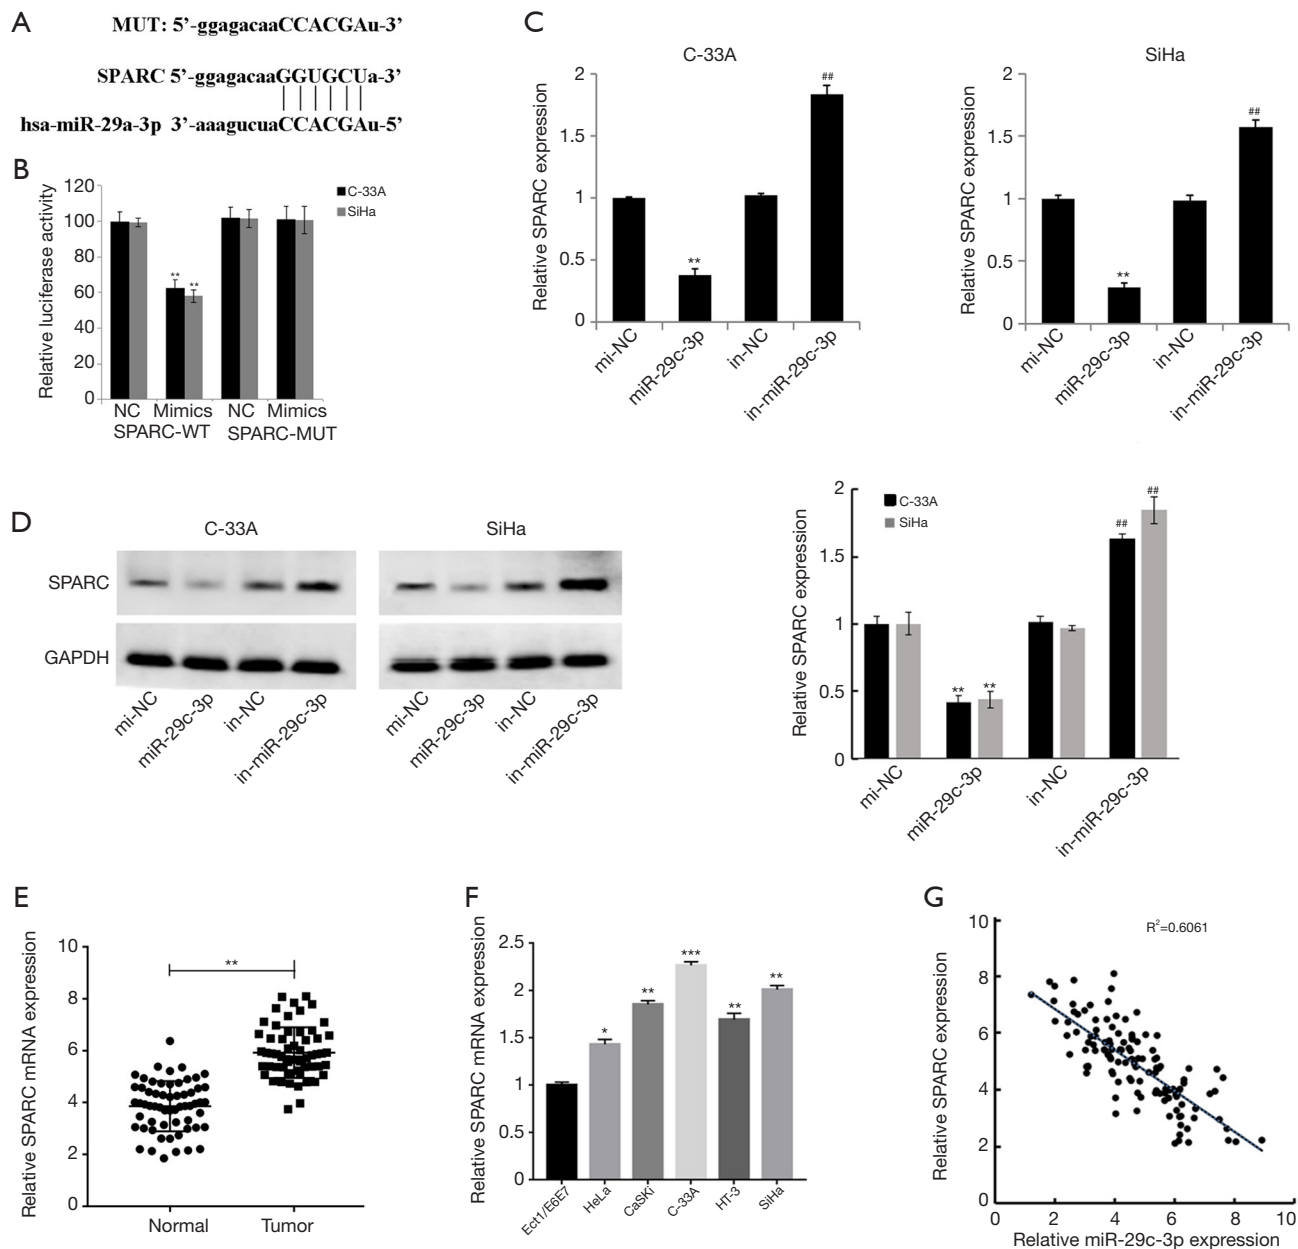 A
MUT: 5’-ggagacaaCCACGAu-3’
SPARC 5’-ggagacaaGGUGCUa-3’
hsa-miR-29a-3p 3’-aaagucuaCCACGAu-5’
B
Relative luciferase activity
120
100
80
60
40
20
0
C-33A
SiHa
**
**
NC Mimics NC Mimics
SPARC-WT SPARC-MUT
C
C-33A
Relative SPARC expression
2
1.5
1
0.5
0
**
##
mi-NC
miR-29c-3p
in-NC
in-miR-29c-3p
SiHa
Relative SPARC expression
2
1.5
1
0.5
0
**
##
mi-NC
miR-29c-3p
in-NC
in-miR-29c-3p
D
C-33A
SiHa
SPARC
GAPDH
mi-NC
miR-29c-3p
in-NC
in-miR-29c-3p
mi-NC
miR-29c-3p
in-NC
in-miR-29c-3p
Relative SPARC expression
2
1.5
1
0.5
0
C-33A
SiHa
**
**
##
##
mi-NC
miR-29c-3p
in-NC
in-miR-29c-3p
E
Relative SPARC mRNA expression
10
8
6
4
2
0
**
Normal
Tumor
F
Relative SPARC mRNA expression
2.5
2
1.5
1
0.5
0
*
**
***
**
**
Ect1/E6E7
HeLa
CaSKi
C-33A
HT-3
SiHa
G
Relative SPARC expression
10
8
6
4
2
0
R²=0.6061
0 2 4 6 8 10
Relative miR-29c-3p expression